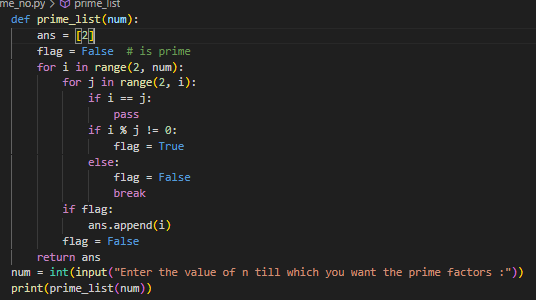 me_no.py > prime_list
def prime_list(num):
    ans = [2]
    flag = False  # is prime
    for i in range(2, num):
        for j in range(2, i):
            if i == j:
                pass
            if i % j != 0:
                flag = True
            else:
                flag = False
                break
        if flag:
            ans.append(i)
        flag = False
    return ans
num = int(input("Enter the value of n till which you want the prime factors :"))
print(prime_list(num))